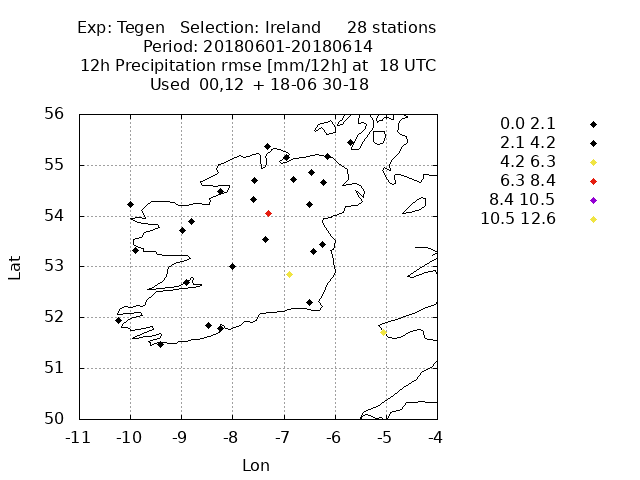 Exp: Tegen   Selection: Ireland     28 stations
Period: 20180601-20180614
12h Precipitation rmse [mm/12h] at  18 UTC
Used  00,12  + 18-06 30-18
56
55
54
53
52
51
50
-11 -10 -9 -8 -7 -6 -5 -4
Lat
Lon
0.0 2.1
2.1 4.2
4.2 6.3
6.3 8.4
8.4 10.5
10.5 12.6